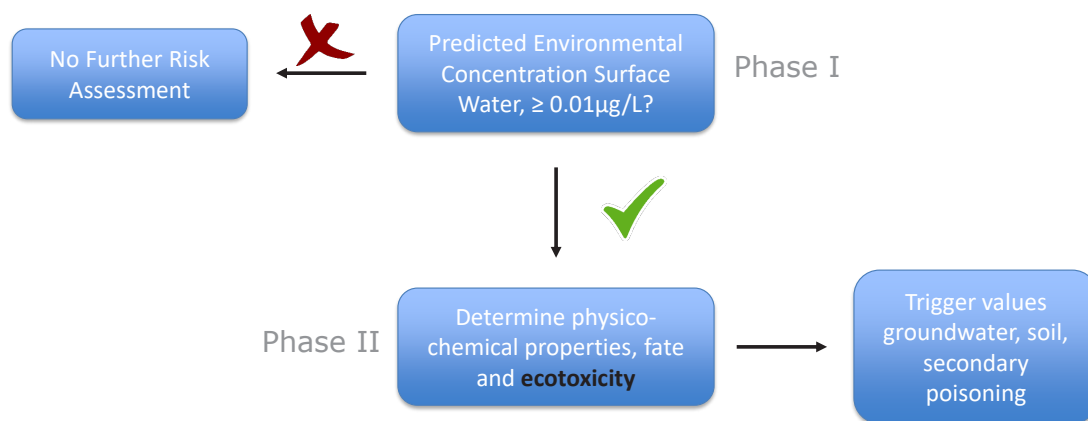 No Further Risk
Assessment
Predicted Environmental
Concentration Surface
Water, ≥ 0.01µg/L?
Phase I
Phase II
Determine physico-
chemical properties, fate
and ecotoxicity
Trigger values
groundwater, soil,
secondary
poisoning